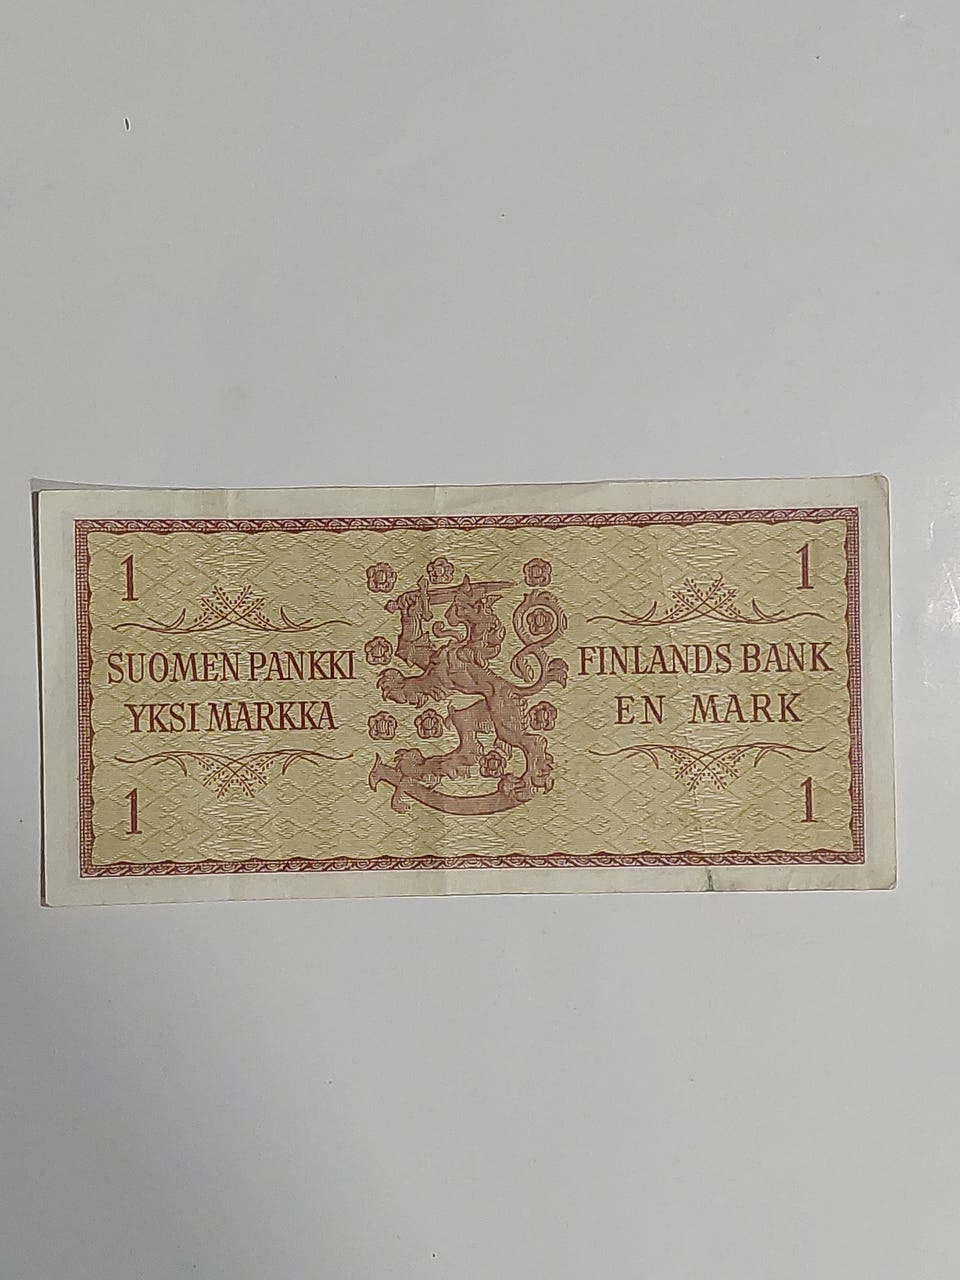 1 1
SUOMEN PANKKI
YKSI MARKKA
FINLANDS BANK
EN MARK
1 1